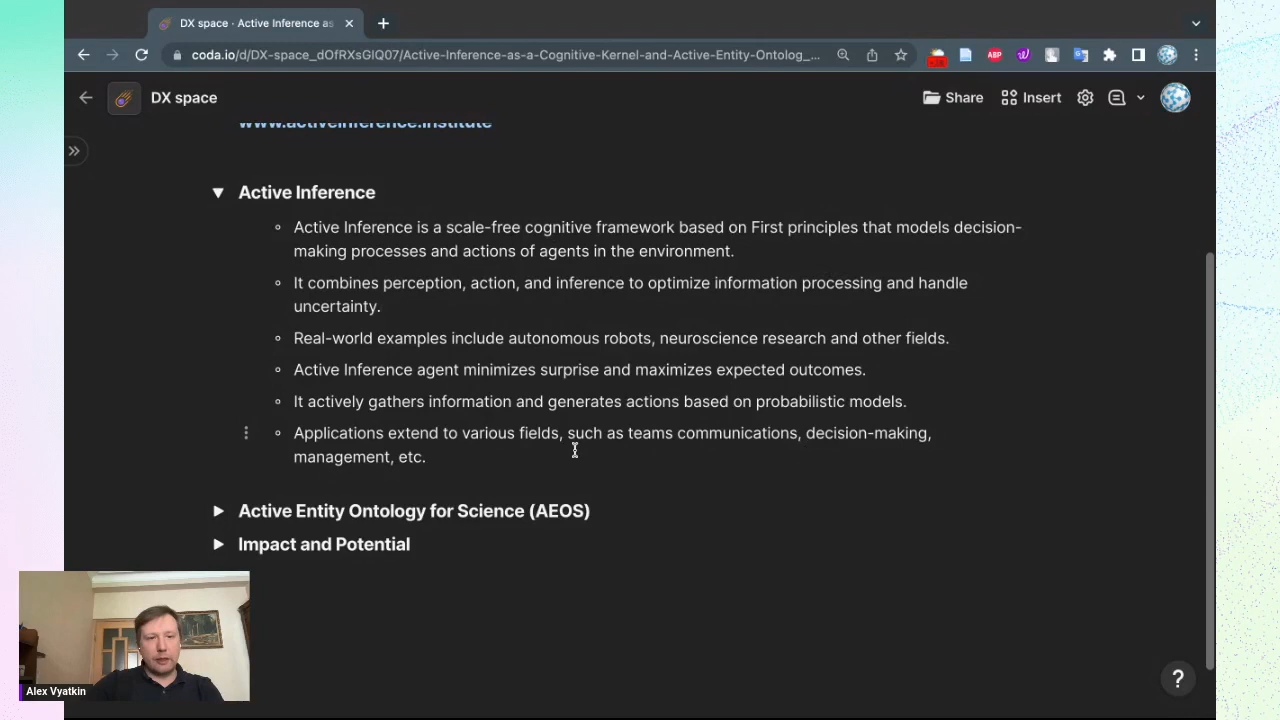 DX space · Active Inference as
coda.io/d/DX-space_dOfRXsGlQ07/Active-Inference-as-a-Cognitive-Kernel-and-Active-Entity-Ontolog_...
ABP
DX space
Share
Insert
www.activeinference.institute
Active Inference
Active Inference is a scale-free cognitive framework based on First principles that models decision-
making processes and actions of agents in the environment.
It combines perception, action, and inference to optimize information processing and handle
uncertainty.
Real-world examples include autonomous robots, neuroscience research and other fields.
Active Inference agent minimizes surprise and maximizes expected outcomes.
It actively gathers information and generates actions based on probabilistic models.
Applications extend to various fields, such as teams communications, decision-making,
management, etc.
Active Entity Ontology for Science (AEOS)
Impact and Potential
Alex Vyatkin
?